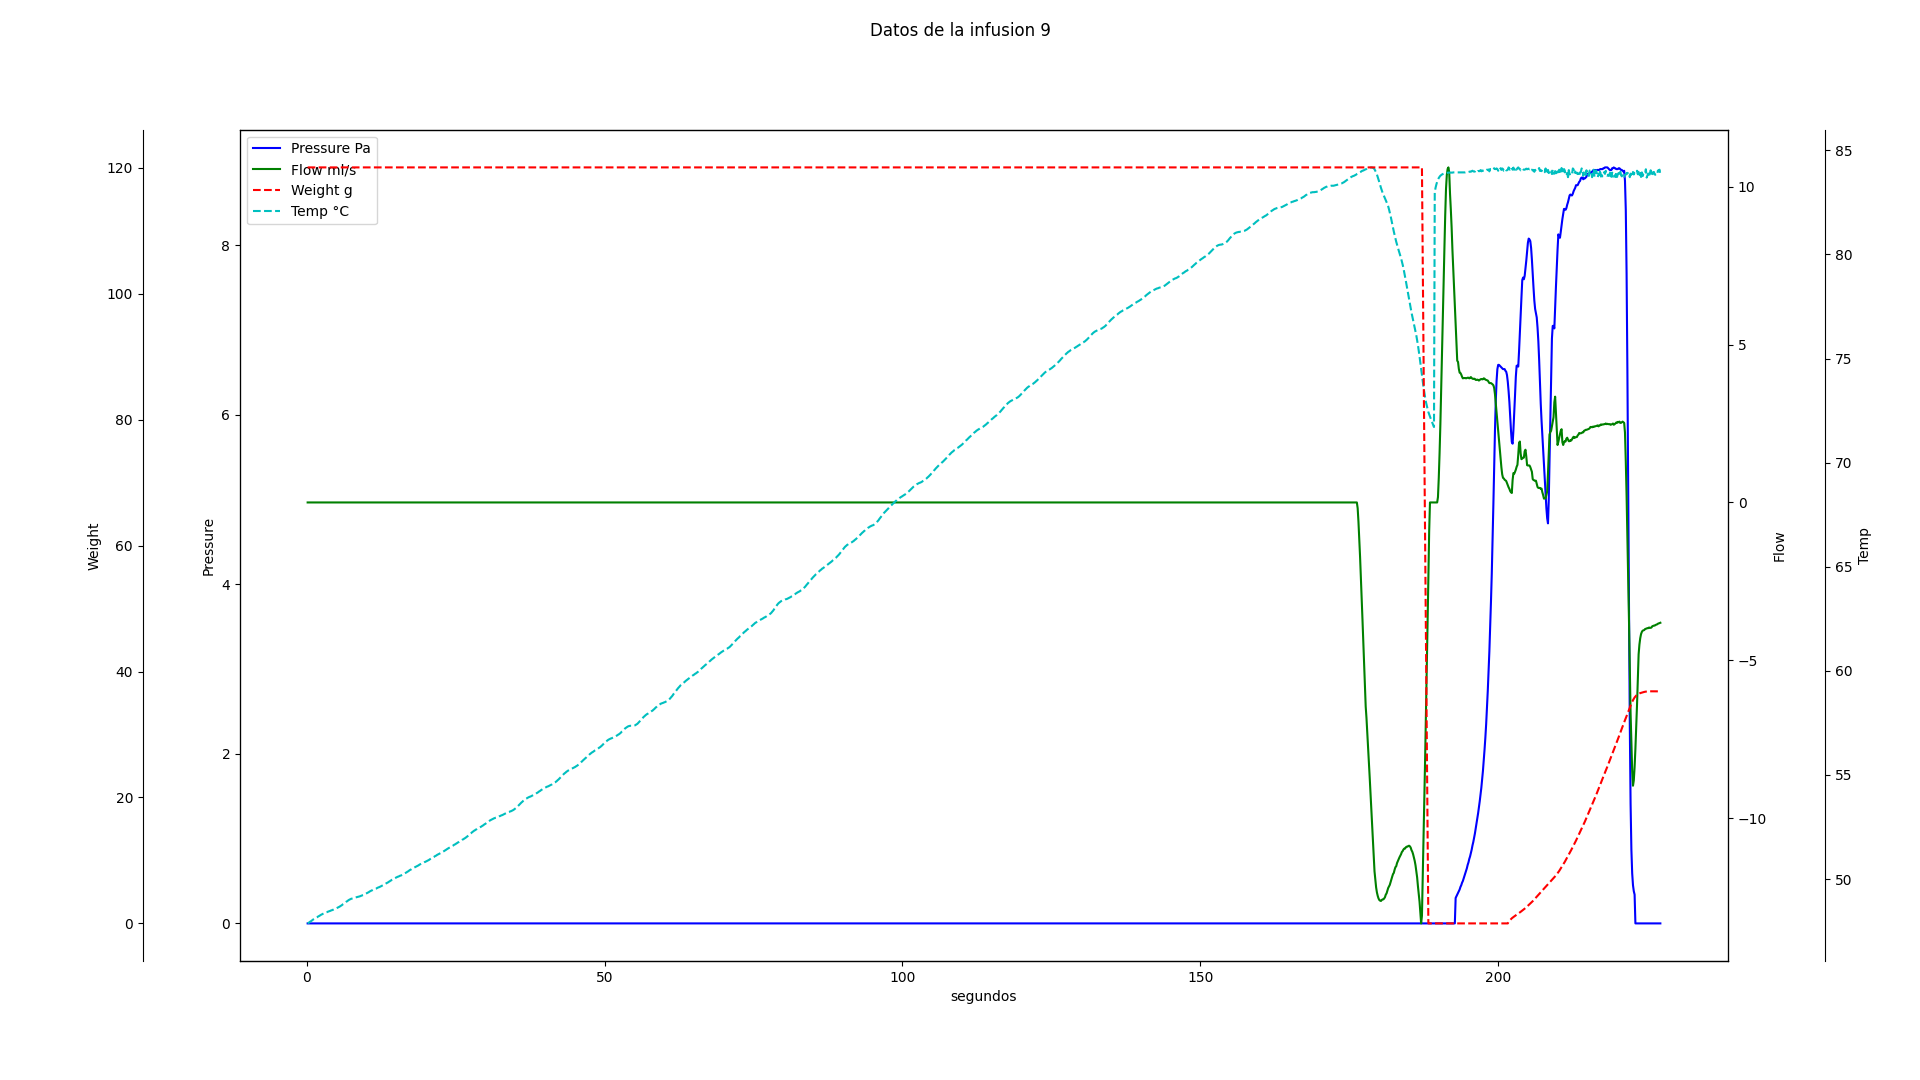 Datos de la infusion 9
Pressure Pa
Flow ml/s
Weight g
Temp °C
120
100
80
60
40
20
0
Weight
8
6
4
2
0
Pressure
10
5
0
−5
−10
Flow
85
80
75
70
65
60
55
50
Temp
0 50 100 150 200
segundos